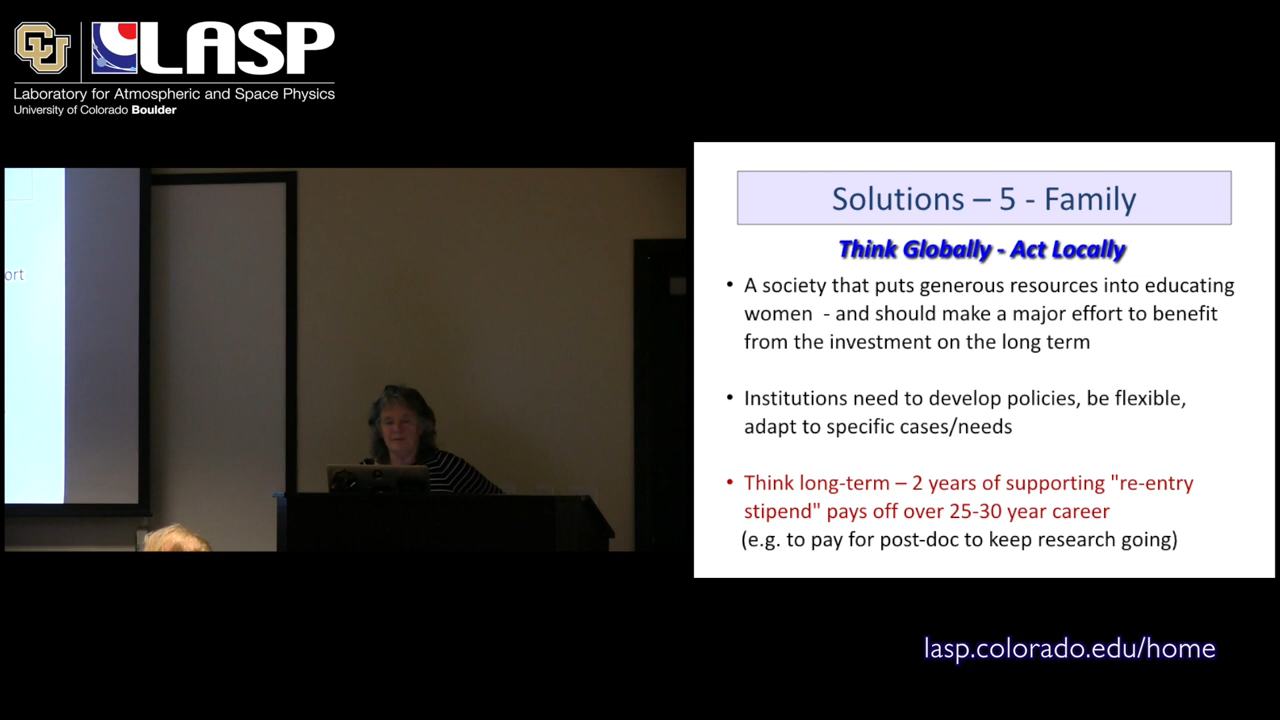 CU
LASP
Laboratory for Atmospheric and Space Physics
University of Colorado Boulder
ort
Solutions – 5 - Family
Think Globally - Act Locally
• A society that puts generous resources into educating
women - and should make a major effort to benefit
from the investment on the long term
• Institutions need to develop policies, be flexible,
adapt to specific cases/needs
• Think long-term – 2 years of supporting "re-entry
stipend" pays off over 25-30 year career
(e.g. to pay for post-doc to keep research going)
lasp.colorado.edu/home